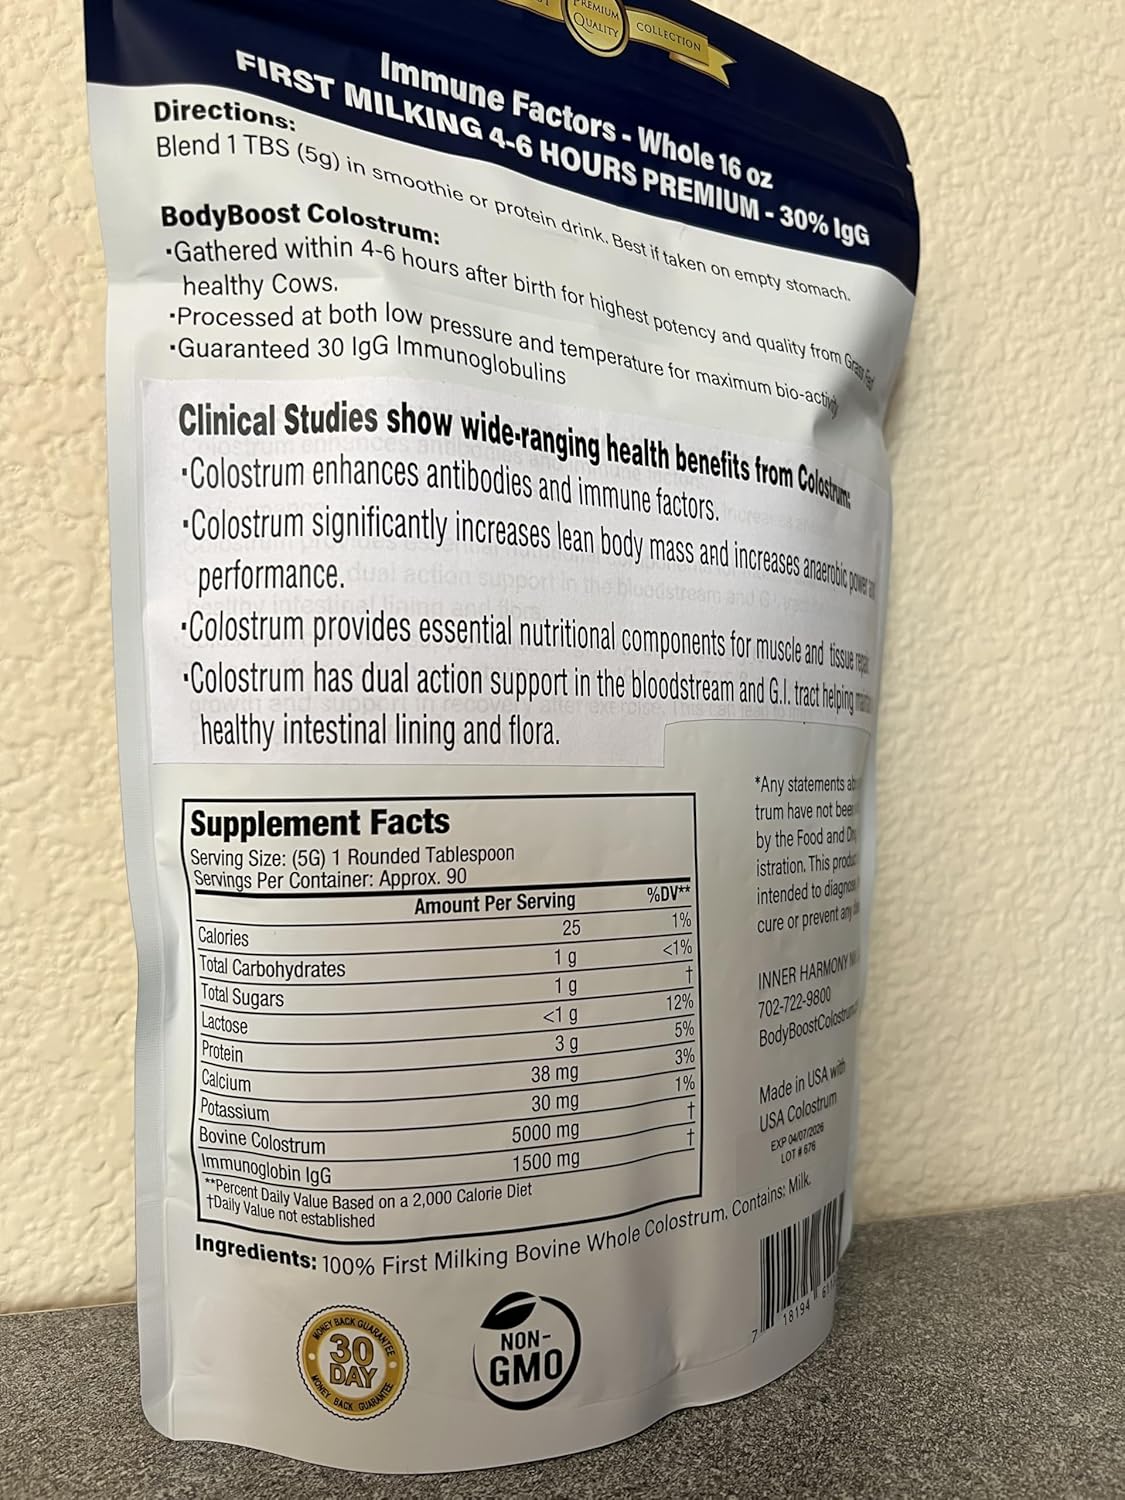 PREMIUM
QUALITY
COLLECTION
Immune Factors - Whole 16 oz
FIRST MILKING 4-6 HOURS PREMIUM - 30% IgG
Directions:
Blend 1 TBS (5g) in smoothie or protein drink. Best if taken on empty stomach.
BodyBoost Colostrum:
·Gathered within 4-6 hours after birth for highest potency and quality from Grass Fed
healthy Cows.
·Processed at both low pressure and temperature for maximum bio-activity
·Guaranteed 30 IgG Immunoglobulins
Clinical Studies show wide-ranging health benefits from Colostrum:
·Colostrum enhances antibodies and immune factors.
·Colostrum significantly increases lean body mass and increases anaerobic power and
performance.
·Colostrum provides essential nutritional components for muscle and tissue repair
·Colostrum has dual action support in the bloodstream and G.I. tract helping
healthy intestinal lining and flora.
Supplement Facts
Serving Size: (5G) 1 Rounded Tablespoon
Servings Per Container: Approx. 90
Amount Per Serving %DV**
Calories 25 1%
Total Carbohydrates 1 g <1%
Total Sugars 1 g †
Lactose <1 g 12%
Protein 3 g 5%
Calcium 38 mg 3%
Potassium 30 mg 1%
Bovine Colostrum 5000 mg †
Immunoglobin IgG 1500 mg †
**Percent Daily Value Based on a 2,000 Calorie Diet
†Daily Value not established
*Any statements
trum have not been
by the Food and
istration. This
intended to
cure or prevent any
INNER HARMONY
702-722-9800
Made in USA with
USA Colostrum
EXP 04/07/2026
LOT # 676
Ingredients: 100% First Milking Bovine Whole Colostrum. Contains: Milk.
MONEY BACK GUARANTEE
30
DAY
MONEY BACK GUARANTEE
NON-
GMO
7 18194